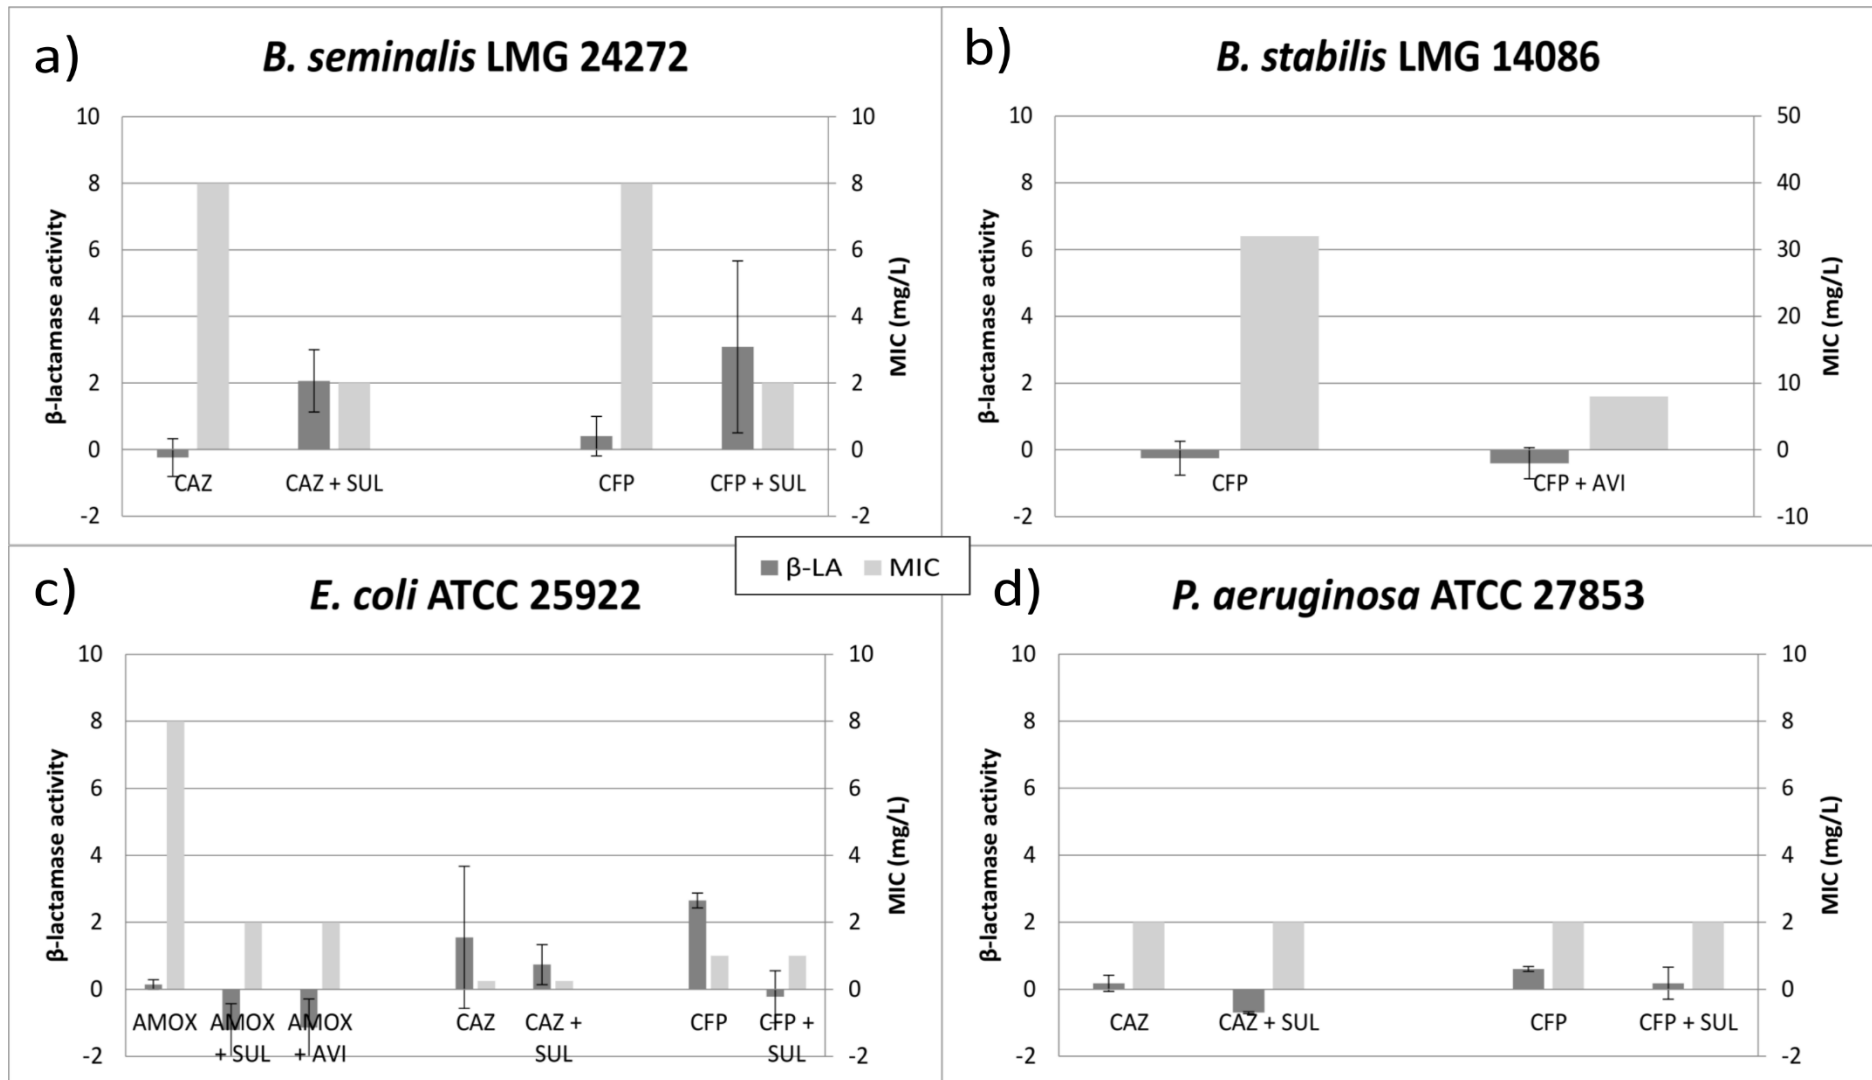 a)
B. seminalis LMG 24272
10
8
6
4
2
0
-2
β-lactamase activity
10
8
6
4
2
0
-2
MIC (mg/L)
CAZ
CAZ + SUL
CFP
CFP + SUL
b)
B. stabilis LMG 14086
10
8
6
4
2
0
-2
β-lactamase activity
50
40
30
20
10
0
-10
MIC (mg/L)
CFP
CFP + AVI
β-LA
MIC
c)
E. coli ATCC 25922
10
8
6
4
2
0
-2
β-lactamase activity
10
8
6
4
2
0
-2
MIC (mg/L)
AMOX
AMOX
+ SUL
AMOX
+ AVI
CAZ
CAZ +
SUL
CFP
CFP +
SUL
d)
P. aeruginosa ATCC 27853
10
8
6
4
2
0
-2
β-lactamase activity
10
8
6
4
2
0
-2
MIC (mg/L)
CAZ
CAZ + SUL
CFP
CFP + SUL